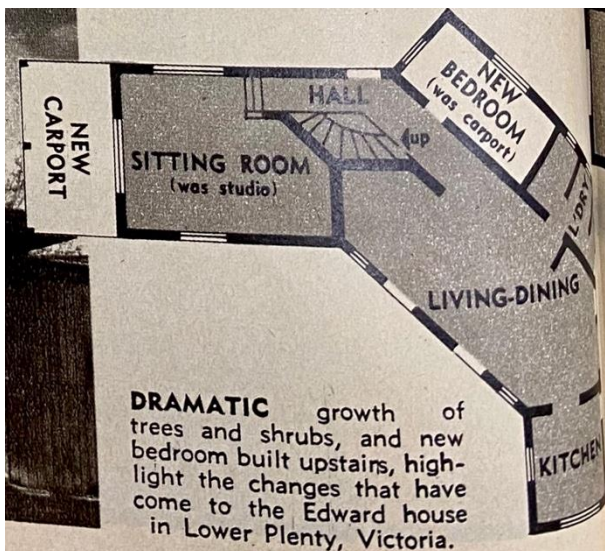 NEW
CARPORT
SITTING ROOM
(was studio)
HALL
up
NEW
BEDROOM
(was carport)
L'DRY
LIVING-DINING
KITCHEN
DRAMATIC growth of
trees and shrubs, and new
bedroom built upstairs, high-
light the changes that have
come to the Edward house
in Lower Plenty, Victoria.